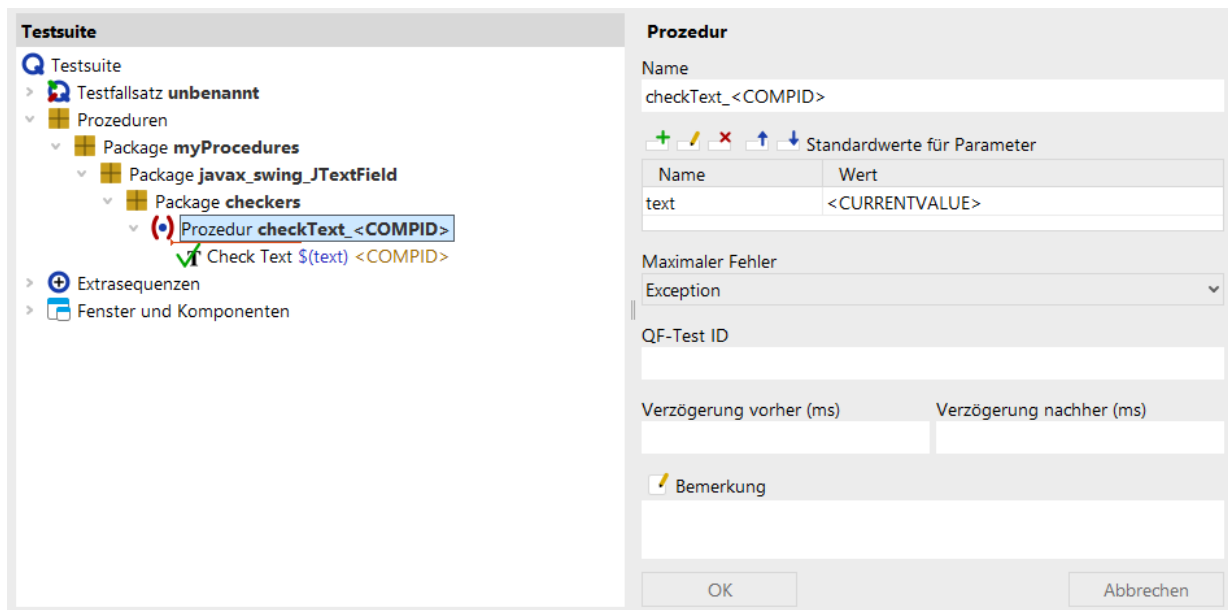 Testsuite
Testsuite
Testfallsatz unbenannt
Prozeduren
Package myProcedures
Package javax_swing_JTextField
Package checkers
Prozedur checkText_<COMPID>
Check Text $(text) <COMPID>
Extrasequenzen
Fenster und Komponenten
Prozedur
Name
checkText_<COMPID>
Standardwerte für Parameter
Name Wert
text <CURRENTVALUE>
Maximaler Fehler
Exception
QF-Test ID
Verzögerung vorher (ms) Verzögerung nachher (ms)
Bemerkung
OK Abbrechen